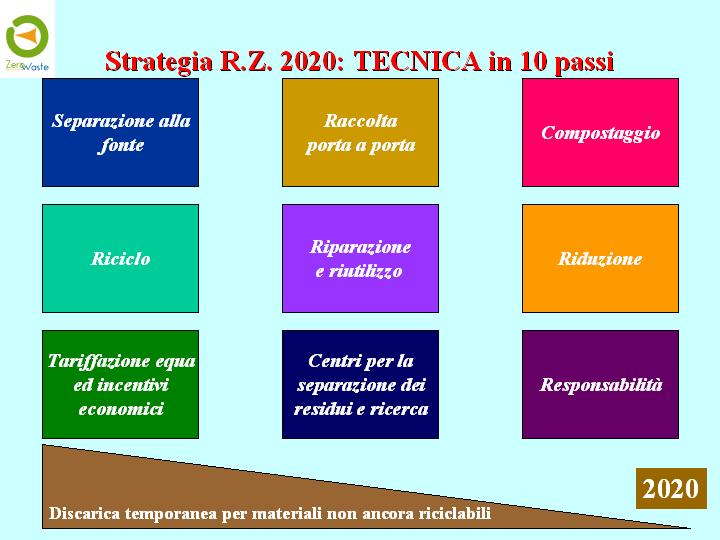 Zero Waste
Strategia R.Z. 2020: TECNICA in 10 passi
Separazione alla
fonte
Raccolta
porta a porta
Compostaggio
Riciclo
Riparazione
e riutilizzo
Riduzione
Tariffazione equa
ed incentivi
economici
Centri per la
separazione dei
residui e ricerca
Responsabilità
2020
Discarica temporanea per materiali non ancora riciclabili